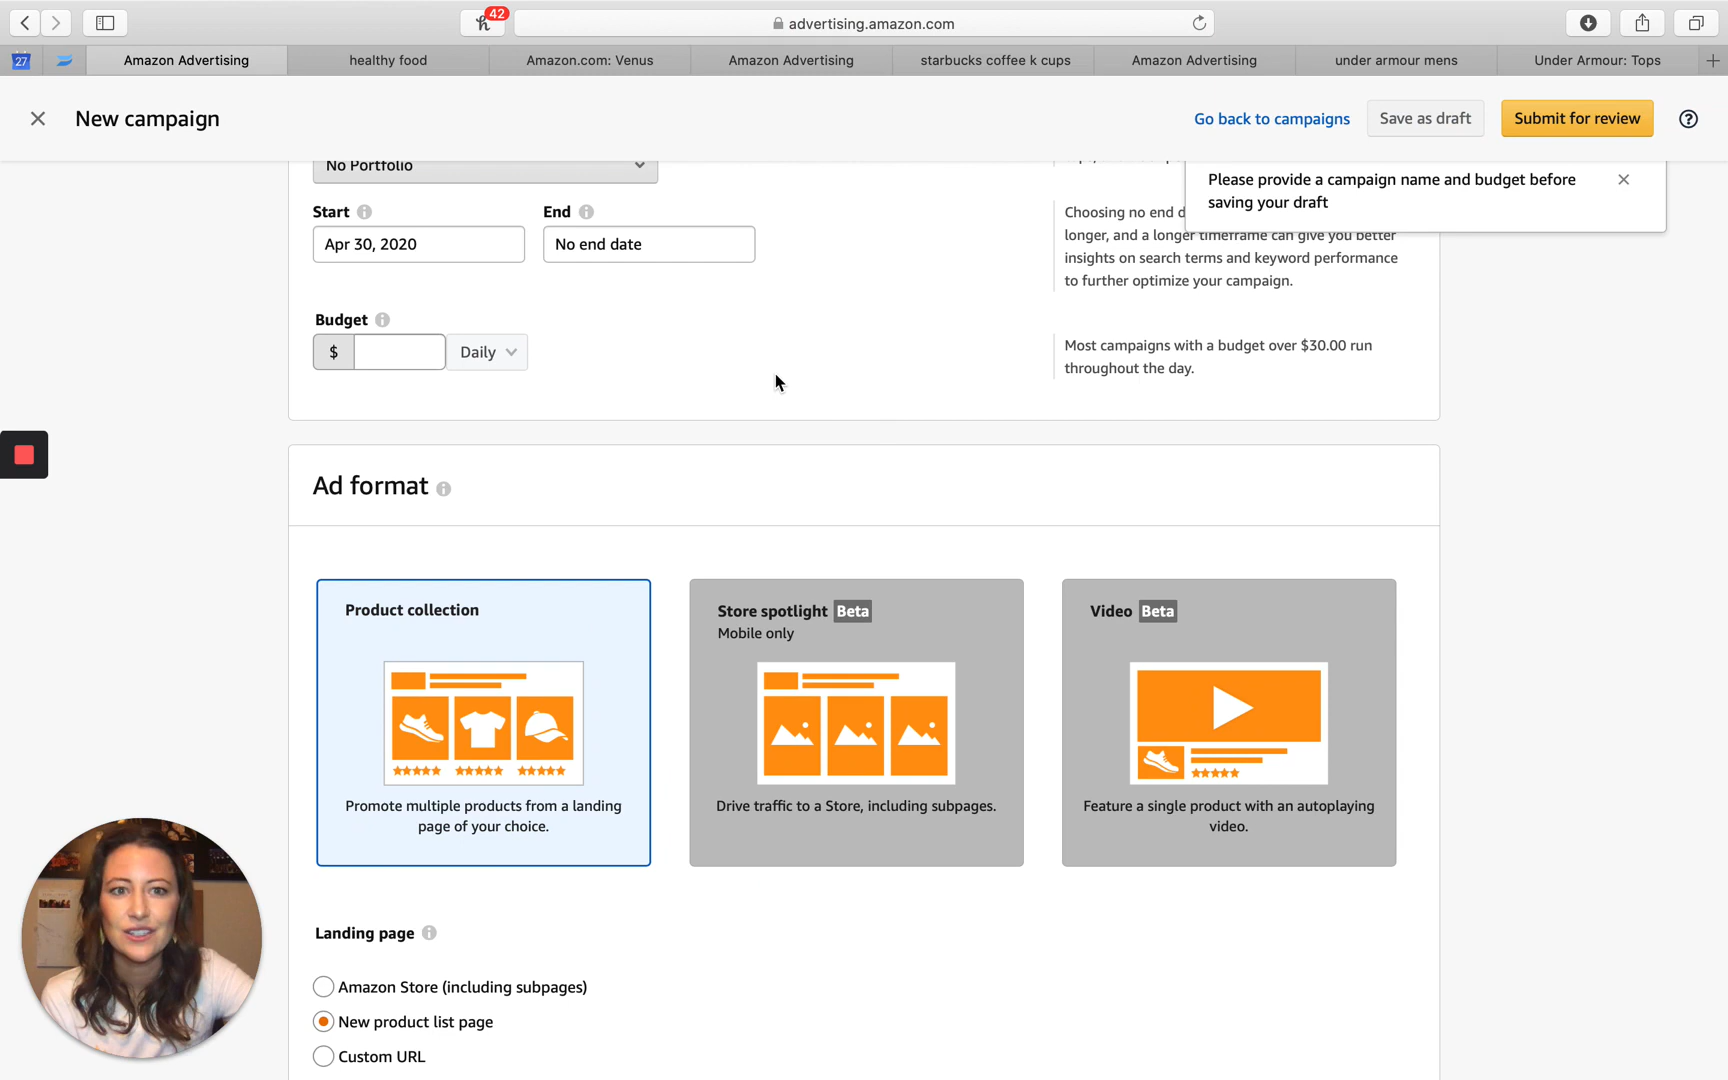 42
advertising.amazon.com
27
Amazon Advertising
healthy food
Amazon.com: Venus
Amazon Advertising
starbucks coffee k cups
Amazon Advertising
under armour mens
Under Armour: Tops
New campaign
Go back to campaigns
Save as draft
Submit for review
No Portfolio
Please provide a campaign name and budget before
saving your draft
Start
End
Apr 30, 2020
No end date
Choosing no end d
longer, and a longer timeframe can give you better
insights on search terms and keyword performance
to further optimize your campaign.
Budget
$
Daily
Most campaigns with a budget over $30.00 run
throughout the day.
Ad format
Product collection
Promote multiple products from a landing
page of your choice.
Store spotlight Beta
Mobile only
Drive traffic to a Store, including subpages.
Video Beta
Feature a single product with an autoplaying
video.
Landing page
Amazon Store (including subpages)
New product list page
Custom URL